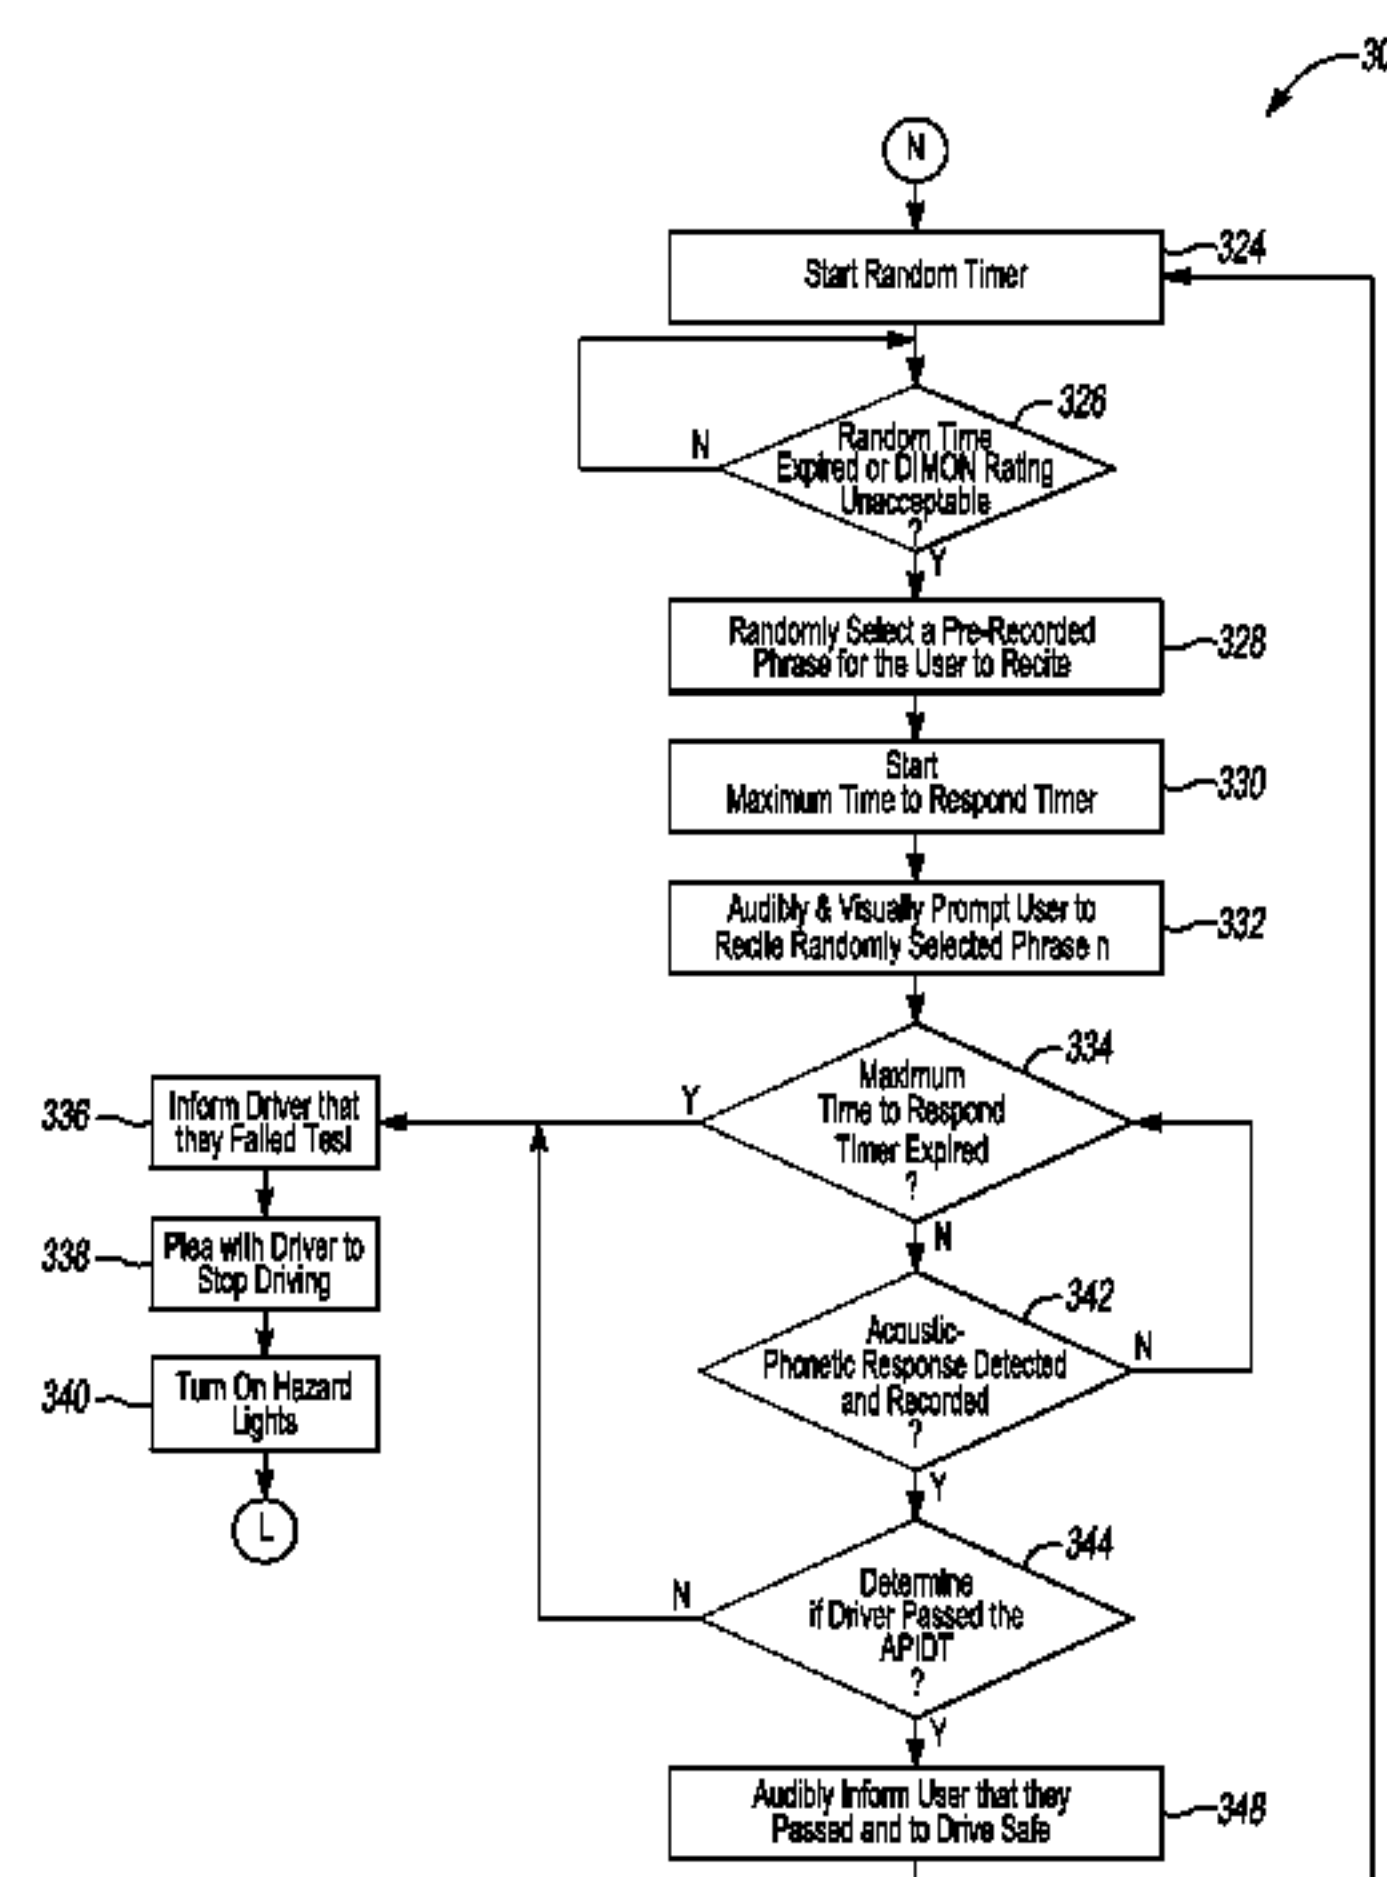 30
N
Start Random Timer
324
326
Random Time
Expired or DIMON Rating
Unacceptable
?
N
Y
Randomly Select a Pre-Recorded
Phrase for the User to Recite
328
Start
Maximum Time to Respond Timer
330
Audibly & Visually Prompt User to
Recite Randomly Selected Phrase n
332
334
Maximum
Time to Respond
Timer Expired
?
Y
N
336
Inform Driver that
they Failed Test
338
Plea with Driver to
Stop Driving
340
Turn On Hazard
Lights
L
342
Acoustic-
Phonetic Response Detected
and Recorded
?
N
Y
344
Determine
if Driver Passed the
APIDT
?
N
Y
Audibly Inform User that they
Passed and to Drive Safe
348